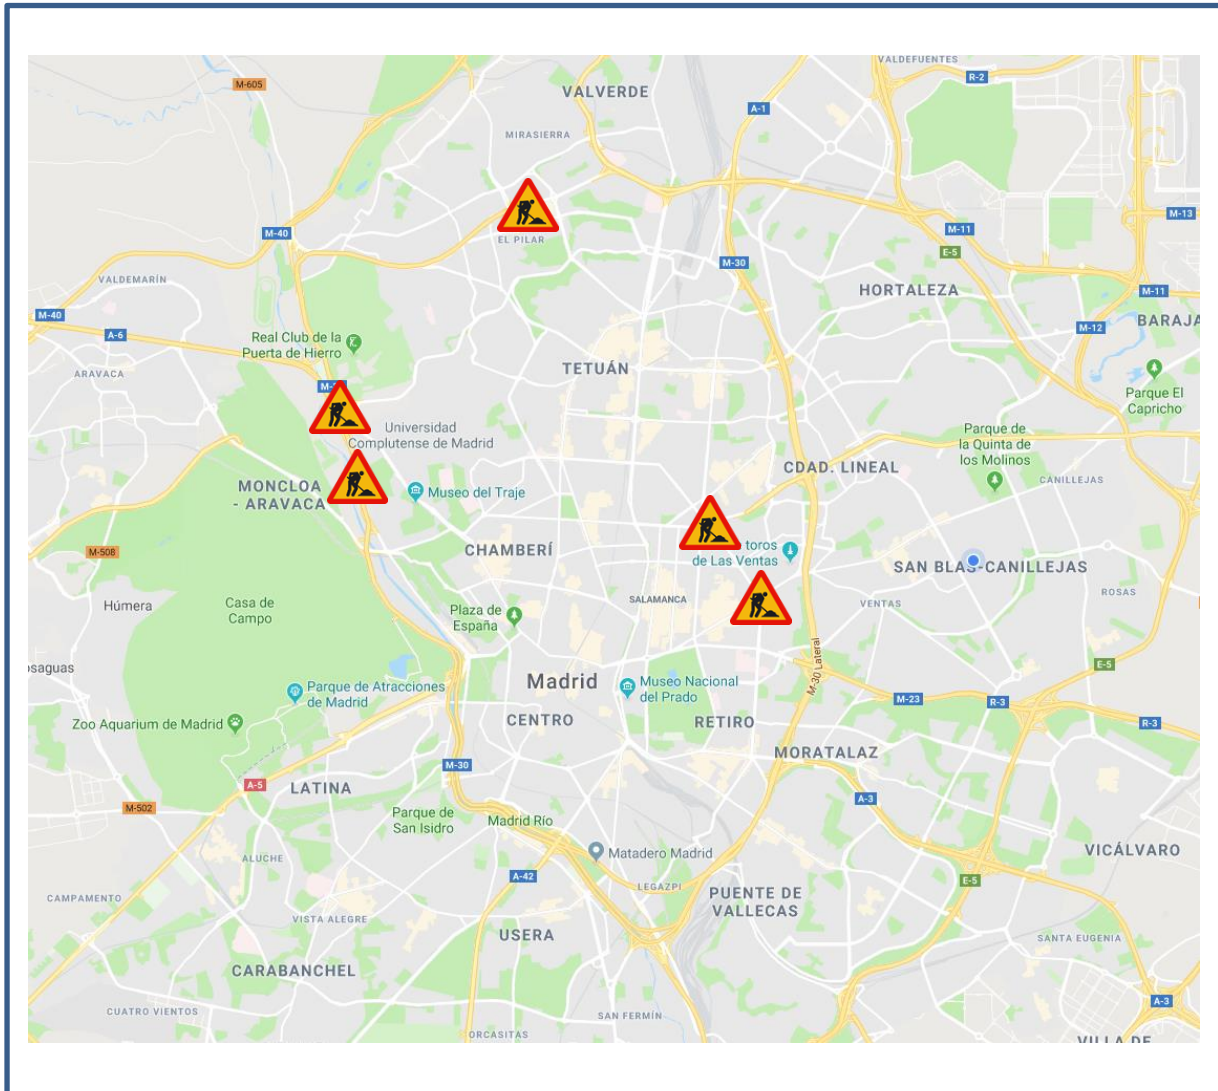 VALDEFUENTES
R-2
M-605
VALVERDE
A-1
MIRASIERRA
M-13
M-40
EL PILAR
M-11
E-5
M-30
VALDEMARÍN
HORTALEZA
M-11
M-40
A-6
M-12
BARAJA
Real Club de la
Puerta de Hierro
TETUÁN
ARAVACA
Parque El
Capricho
Universidad
Complutense de Madrid
Parque de
la Quinta de
los Molinos
CDAD. LINEAL
CANILLEJAS
MONCLOA
- ARAVACA
Museo del Traje
M-508
CHAMBERÍ
toros
de Las Ventas
SAN BLAS-CANILLEJAS
Húmera
Casa de
Campo
Plaza de
España
SALAMANCA
VENTAS
ROSAS
osaguas
Parque de Atracciones
de Madrid
Madrid
Museo Nacional
del Prado
M-30 Lateral
E-5
M-23
R-3
R-3
Zoo Aquarium de Madrid
CENTRO
RETIRO
MORATALAZ
M-30
A-5
LATINA
A-3
M-502
Parque de
San Isidro
Madrid Río
Matadero Madrid
VICÁLVARO
ALUCHE
A-42
LEGAZPI
E-5
CAMPAMENTO
PUENTE DE
VALLECAS
VISTA ALEGRE
USERA
SANTA EUGENIA
CARABANCHEL
CUATRO VIENTOS
SAN FERMÍN
A-3
ORCASITAS
VILLA DE